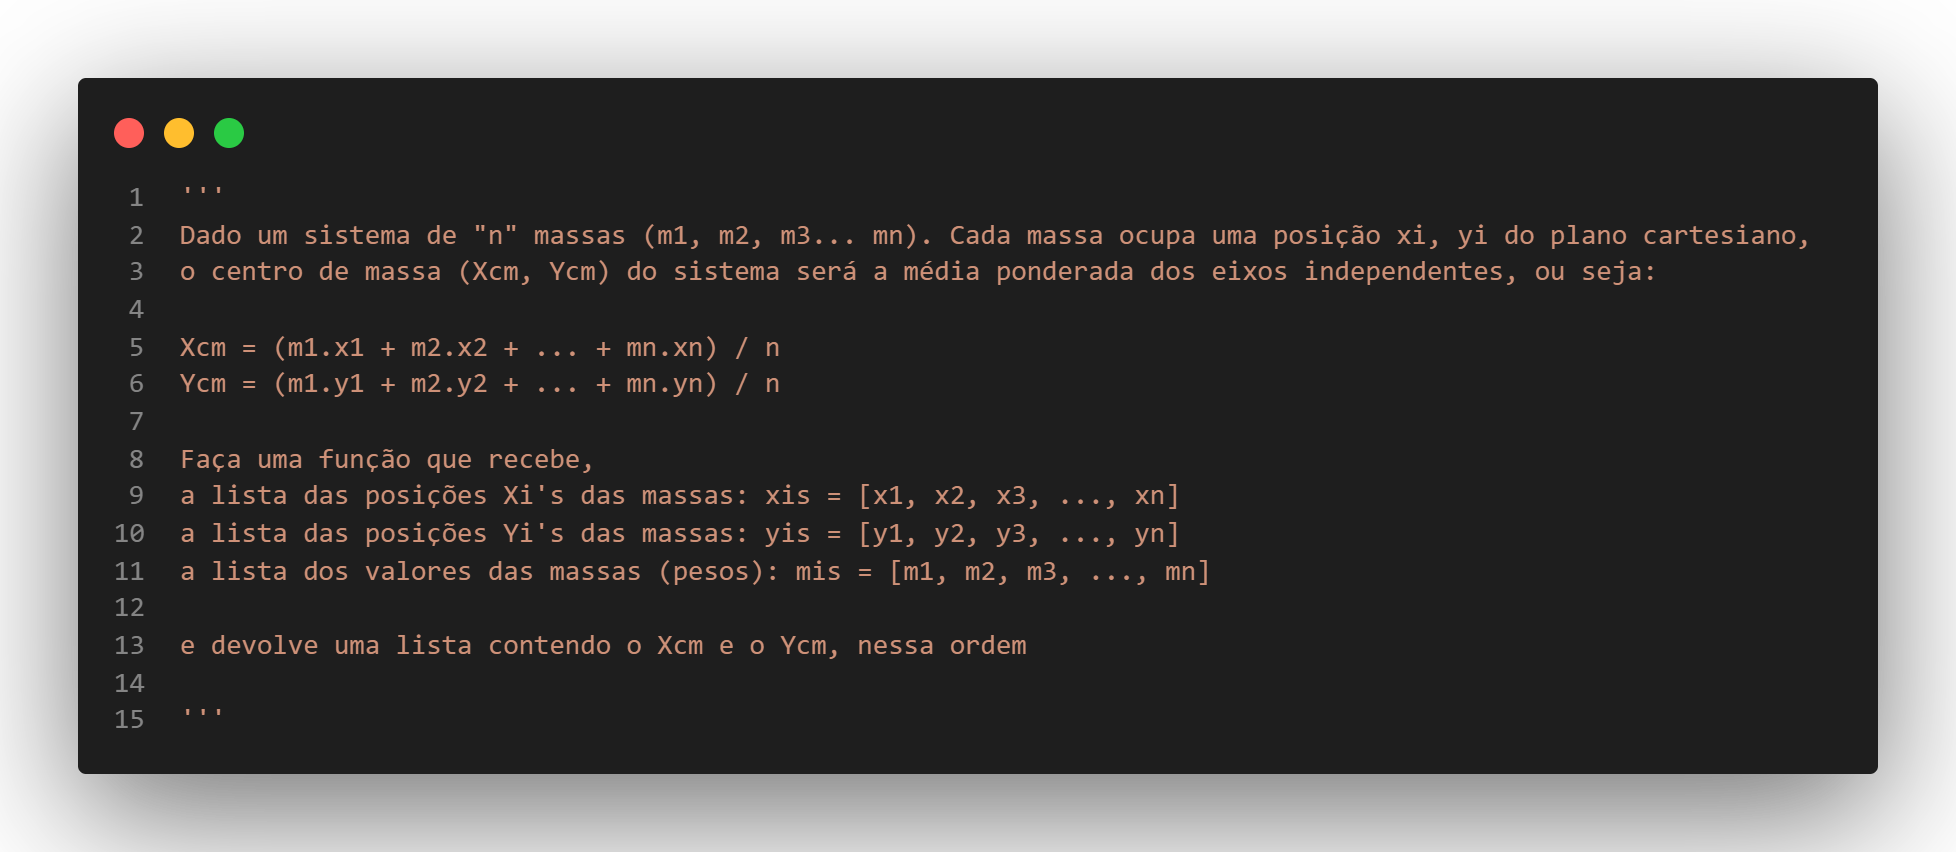 1 '''
2 Dado um sistema de "n" massas (m1, m2, m3... mn). Cada massa ocupa uma posição xi, yi do plano cartesiano,
3 o centro de massa (Xcm, Ycm) do sistema será a média ponderada dos eixos independentes, ou seja:
4
5 Xcm = (m1.x1 + m2.x2 + ... + mn.xn) / n
6 Ycm = (m1.y1 + m2.y2 + ... + mn.yn) / n
7
8 Faça uma função que recebe,
9 a lista das posições Xi's das massas: xis = [x1, x2, x3, ..., xn]
10 a lista das posições Yi's das massas: yis = [y1, y2, y3, ..., yn]
11 a lista dos valores das massas (pesos): mis = [m1, m2, m3, ..., mn]
12
13 e devolve uma lista contendo o Xcm e o Ycm, nessa ordem
14
15 '''